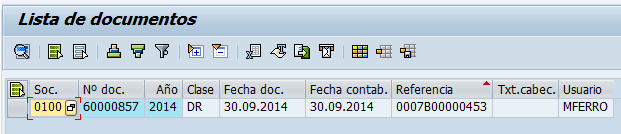 Lista de documentos
Soc. Nº doc. Año Clase Fecha doc. Fecha contab. Referencia Txt.cabec. Usuario
0100 60000857 2014 DR 30.09.2014 30.09.2014 0007B00000453 MFERRO